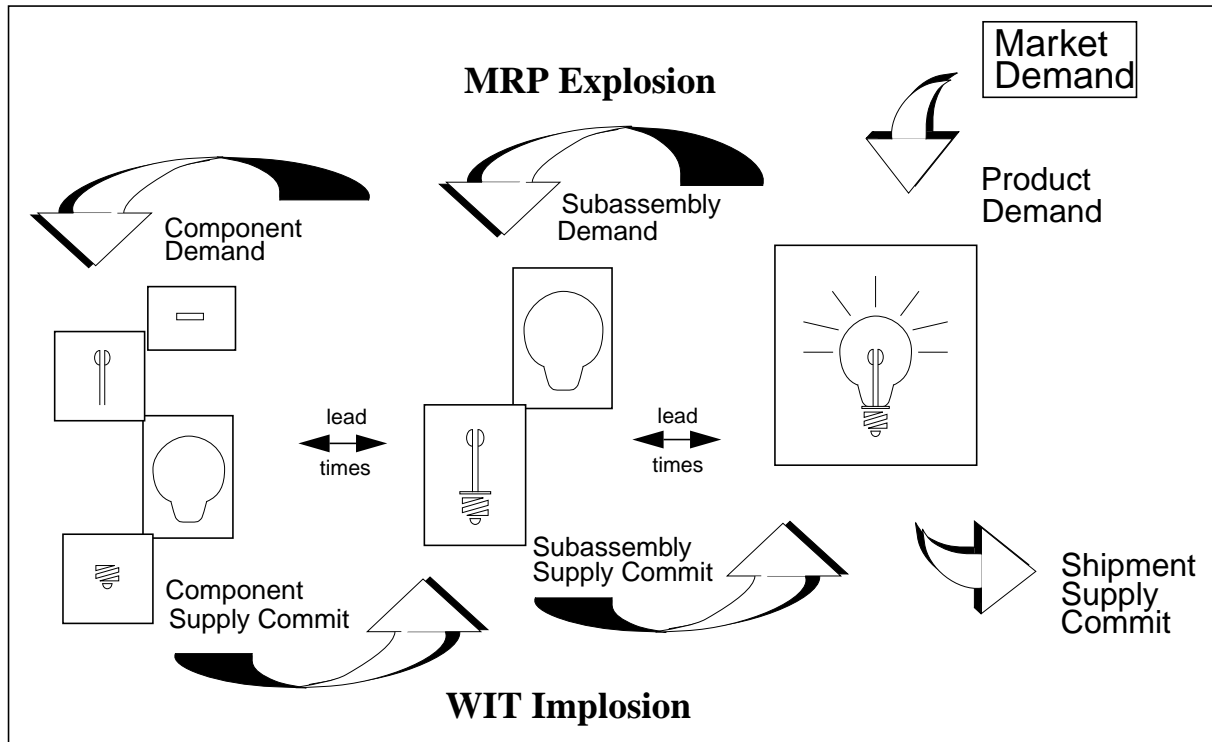 Market
Demand
MRP Explosion
Product
Demand
Subassembly
Demand
Component
Demand
lead
times
lead
times
Subassembly
Supply Commit
Component
Supply Commit
Shipment
Supply
Commit
WIT Implosion